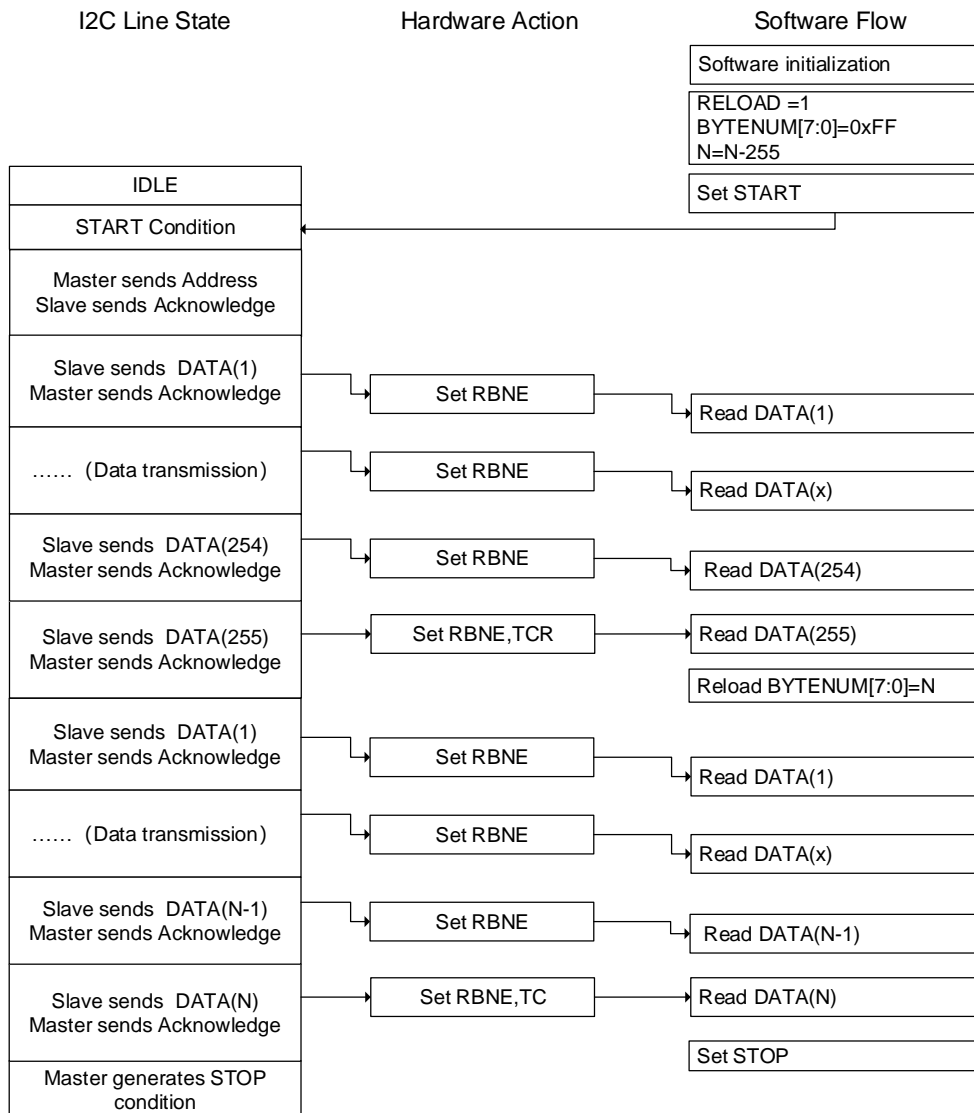 I2C Line State
Hardware Action
Software Flow
Software initialization
RELOAD =1
BYTENUM[7:0]=0xFF
N=N-255
IDLE
Set START
START Condition
Master sends Address
Slave sends Acknowledge
Slave sends DATA(1)
Master sends Acknowledge
Set RBNE
Read DATA(1)
...... (Data transmission)
Set RBNE
Read DATA(x)
Slave sends DATA(254)
Master sends Acknowledge
Set RBNE
Read DATA(254)
Slave sends DATA(255)
Master sends Acknowledge
Set RBNE,TCR
Read DATA(255)
Reload BYTENUM[7:0]=N
Slave sends DATA(1)
Master sends Acknowledge
Set RBNE
Read DATA(1)
...... (Data transmission)
Set RBNE
Read DATA(x)
Slave sends DATA(N-1)
Master sends Acknowledge
Set RBNE
Read DATA(N-1)
Slave sends DATA(N)
Master sends Acknowledge
Set RBNE,TC
Read DATA(N)
Set STOP
Master generates STOP
condition